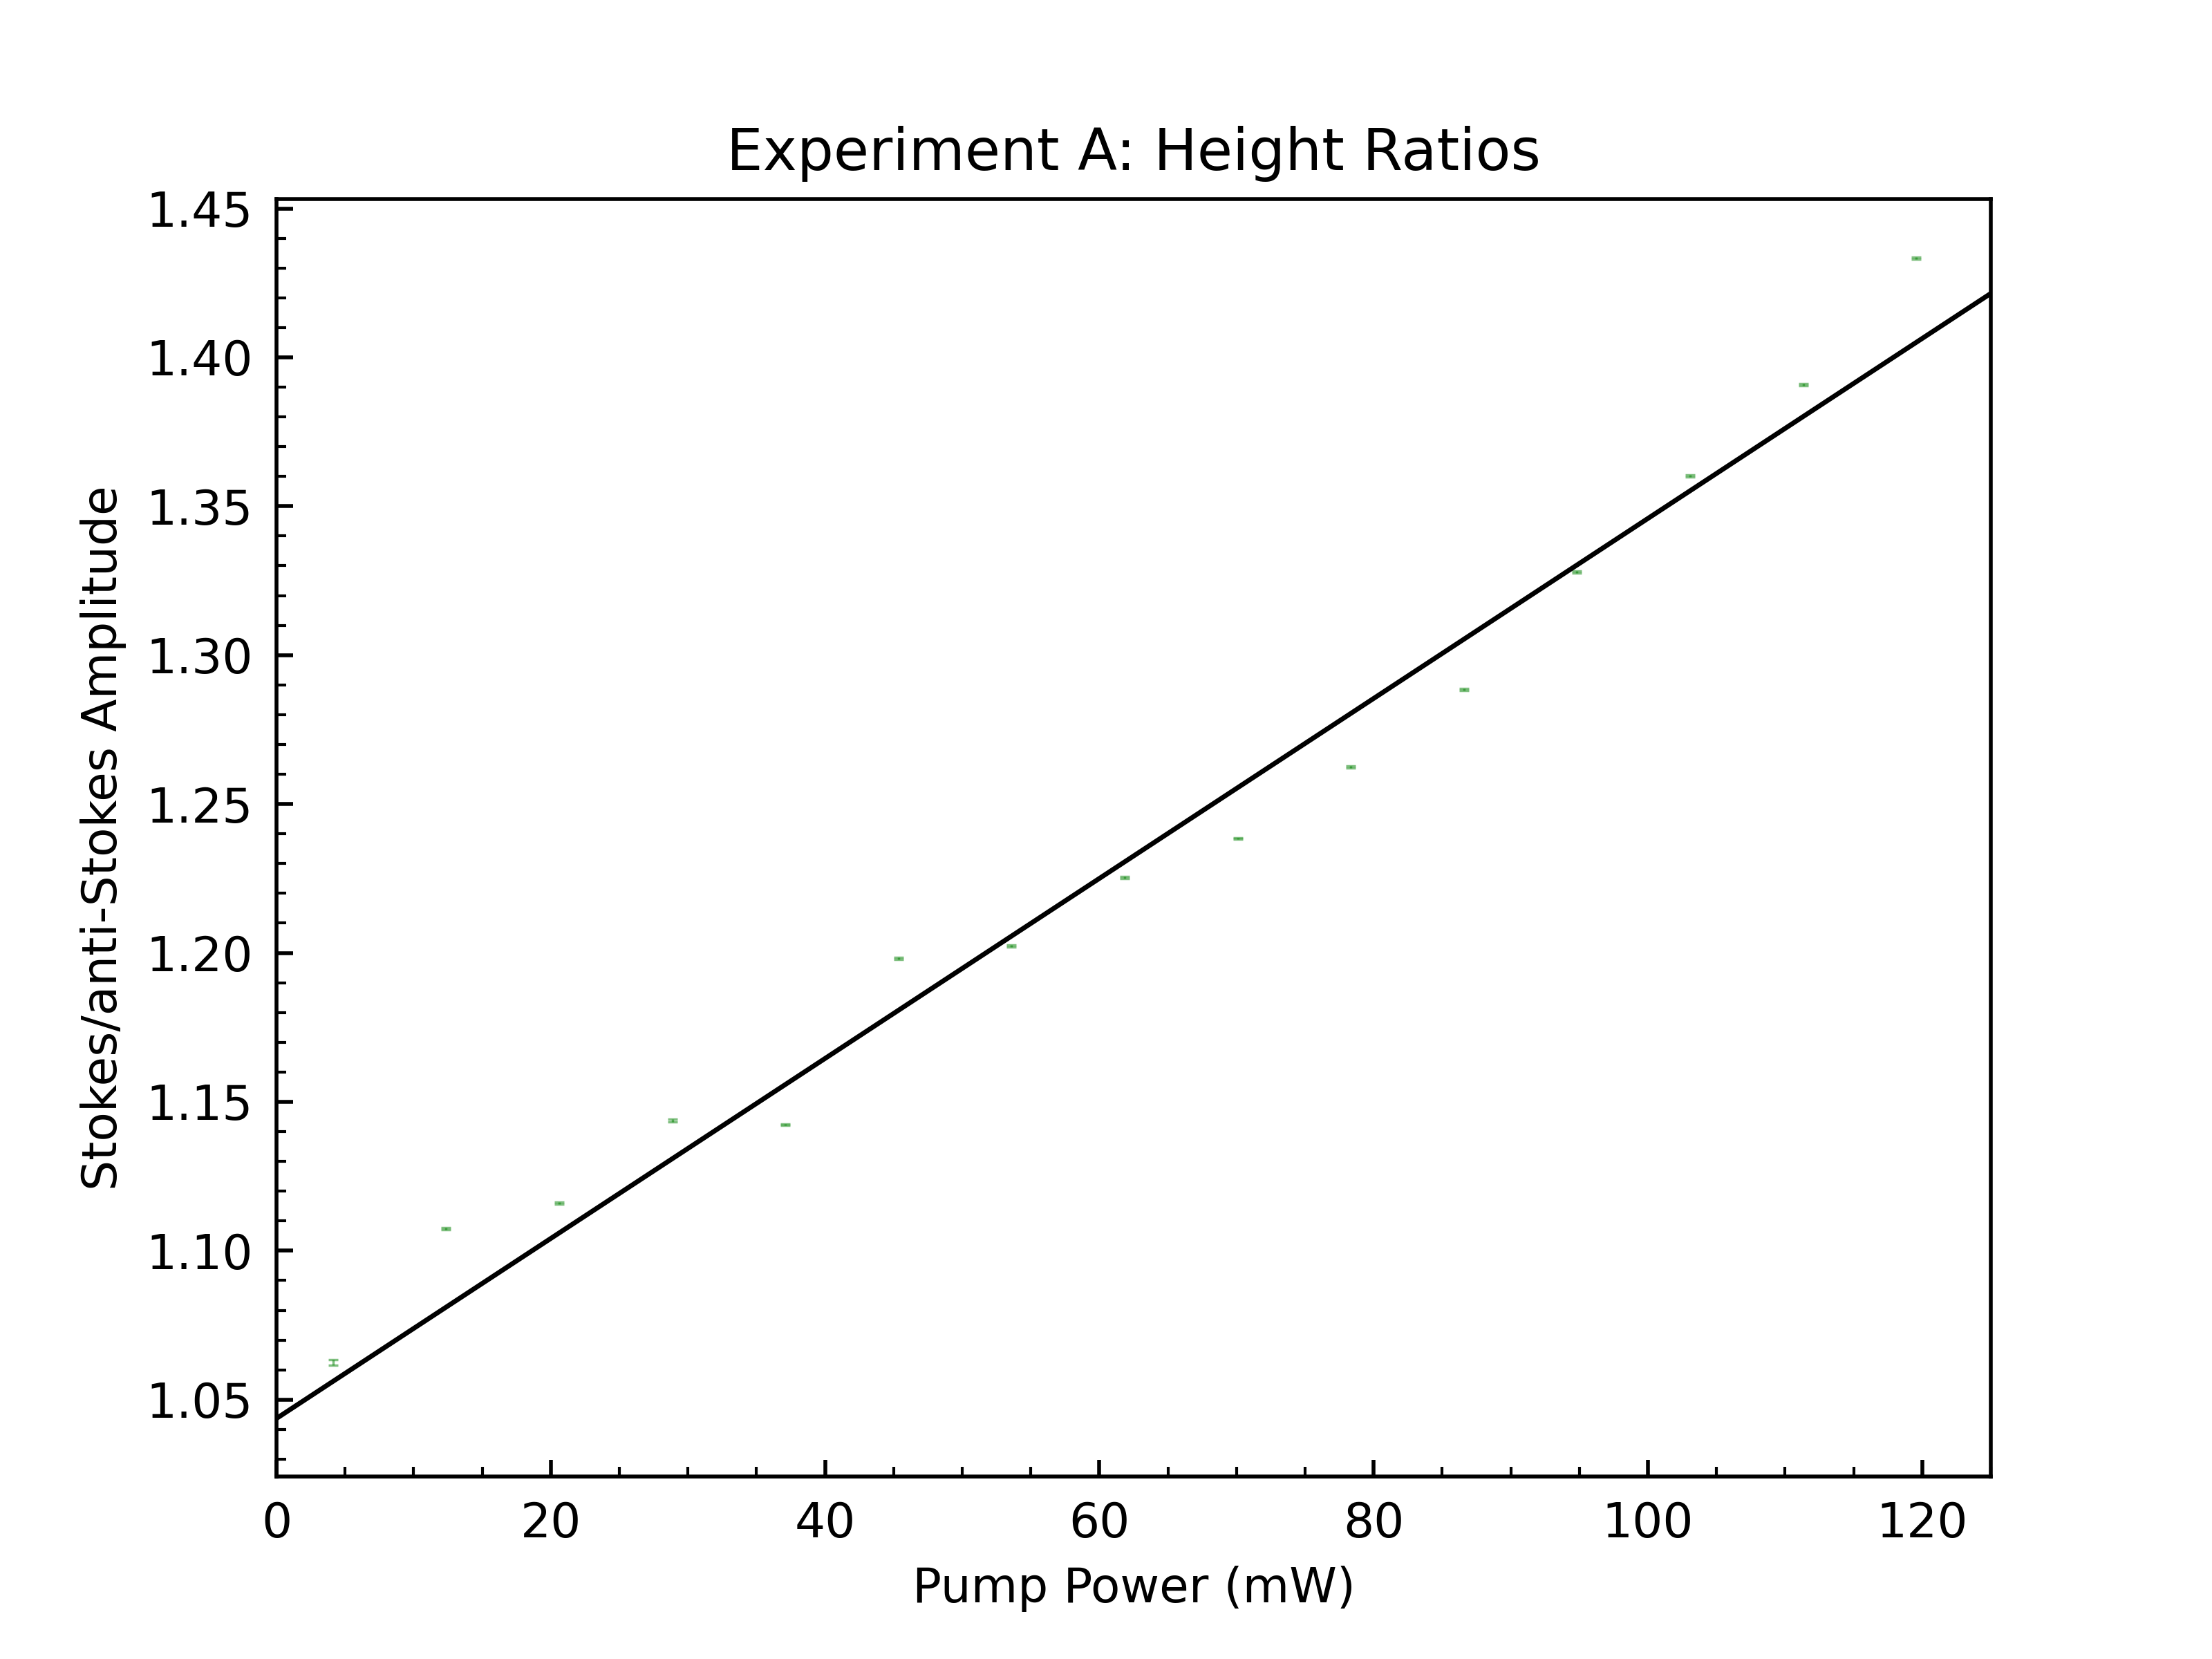 Experiment A: Height Ratios
Stokes/anti-Stokes Amplitude
1.45
1.40
1.35
1.30
1.25
1.20
1.15
1.10
1.05
0 20 40 60 80 100 120
Pump Power (mW)